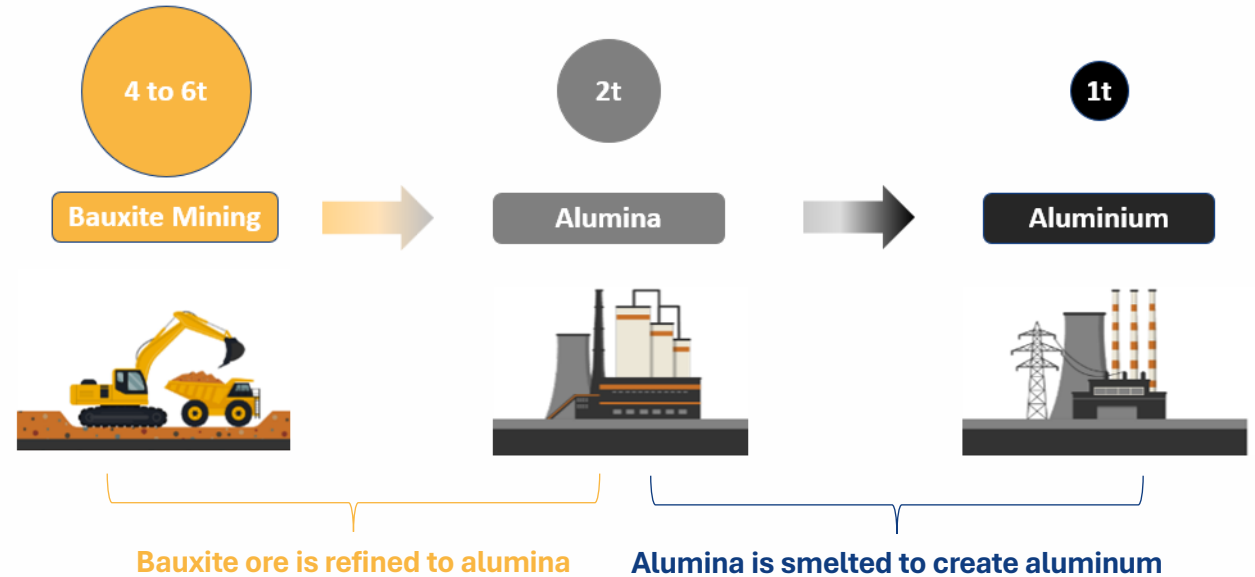 4 to 6t
2t
1t
Bauxite Mining
Alumina
Aluminium
Bauxite ore is refined to alumina
Alumina is smelted to create aluminum